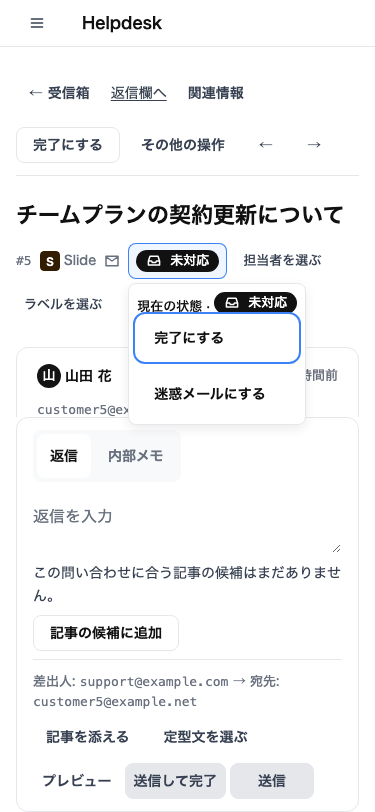 Helpdesk
← 受信箱 返信欄へ 関連情報
完了にする その他の操作 ← →
チームプランの契約更新について
#5 S Slide 未対応 担当者を選ぶ
ラベルを選ぶ
現在の状態 · 未対応
完了にする
迷惑メールにする
山 山田 花
時間前
customer5@ex
返信 内部メモ
返信を入力
この問い合わせに合う記事の候補はまだありませ
ん。
記事の候補に追加
差出人: support@example.com → 宛先:
customer5@example.net
記事を添える 定型文を選ぶ
プレビュー 送信して完了 送信